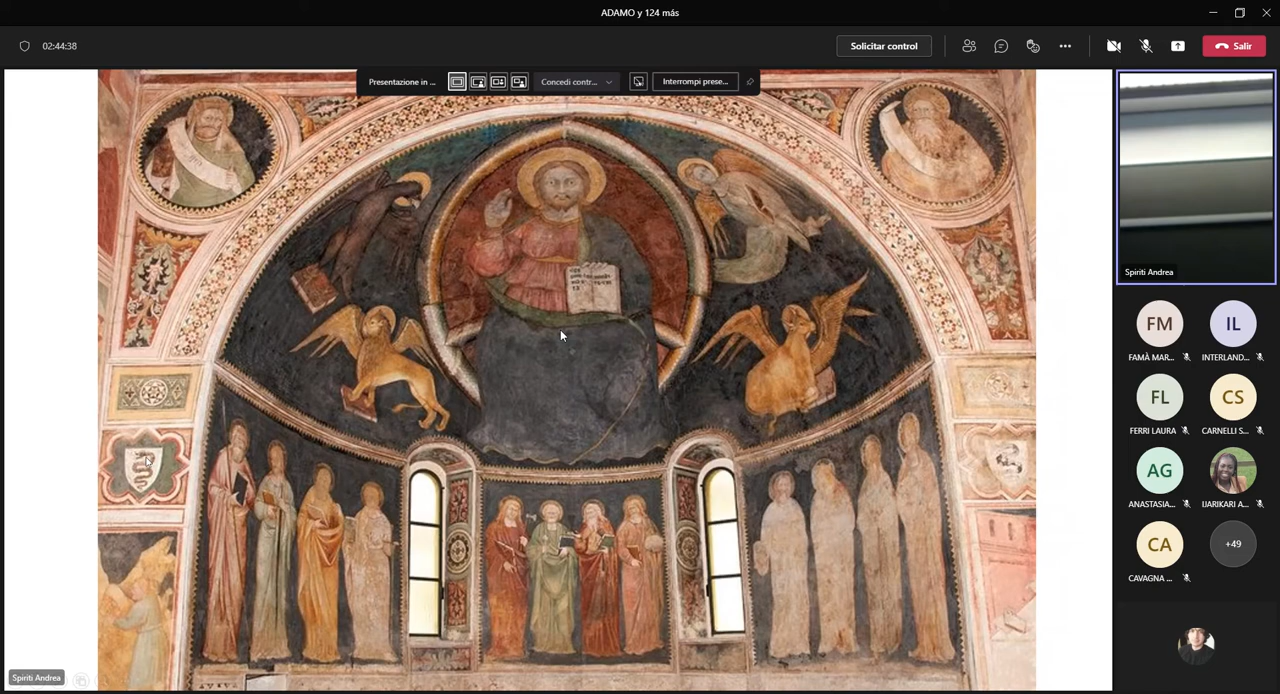 ADAMO y 124 más
02:44:38
Solicitar control
Salir
Presentazione in ...
Concedi contr...
Interrompi prese...
Spiriti Andrea
FM
IL
FAMÀ MAR...
INTERLAND...
FL
CS
FERRI LAURA
CARNELLI S...
AG
ANASTASIA...
IJARIKARI A...
CA
+49
CAVAGNA ...
Spiriti Andrea